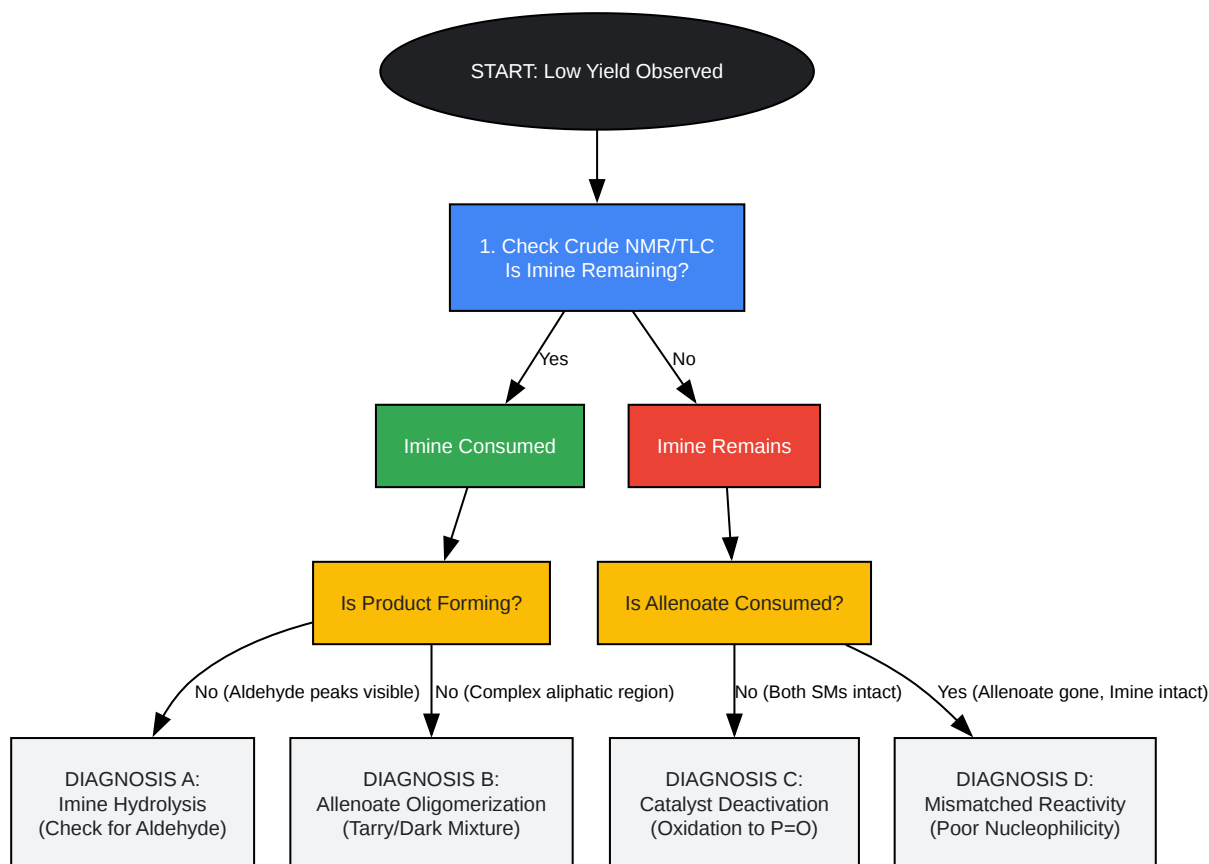 START: Low Yield Observed
1. Check Crude NMR/TLC
Is Imine Remaining?
Yes
No
Imine Consumed
Imine Remains
Is Product Forming?
Is Allenoate Consumed?
No (Aldehyde peaks visible)
No (Complex aliphatic region)
No (Both SMs intact)
Yes (Allenoate gone, Imine intact)
DIAGNOSIS A:
Imine Hydrolysis
(Check for Aldehyde)
DIAGNOSIS B:
Allenoate Oligomerization
(Tarry/Dark Mixture)
DIAGNOSIS C:
Catalyst Deactivation
(Oxidation to P=O)
DIAGNOSIS D:
Mismatched Reactivity
(Poor Nucleophilicity)